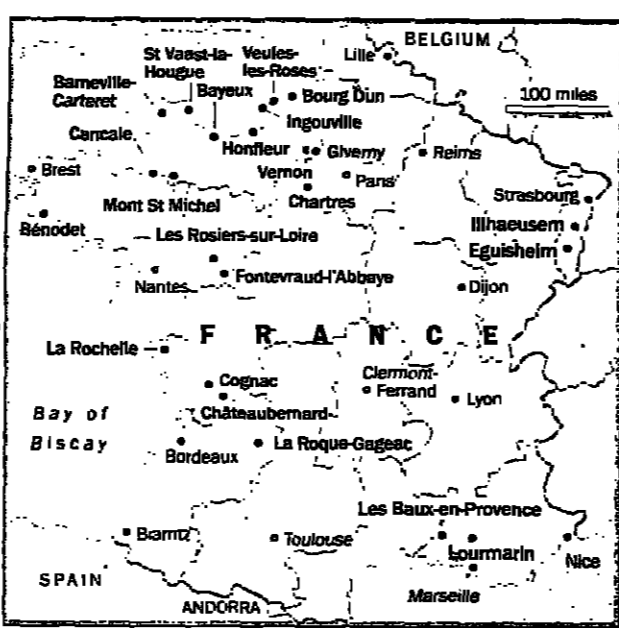 BELGIUM
St Vaast-la-
Hougue
Veules-
les-Roses
Lille
Barneville-
Carteret
Bayeux
Bourg Dun
100 miles
Ingouville
Cancale
Honfleur
Giverny
Reims
Brest
Vernon
Paris
Mont St Michel
Chartres
Strasbourg
Bénodet
Les Rosiers-sur-Loire
Illhaeusern
Eguisheim
Nantes
Fontevraud-l'Abbaye
Dijon
FRANCE
La Rochelle
Clermont-
Ferrand
Cognac
Lyon
Châteaubernard
Bay of
Biscay
Bordeaux
La Roque-Gageac
Les Baux-en-Provence
Biarritz
Toulouse
Lourmarin
Nice
SPAIN
Marseille
ANDORRA